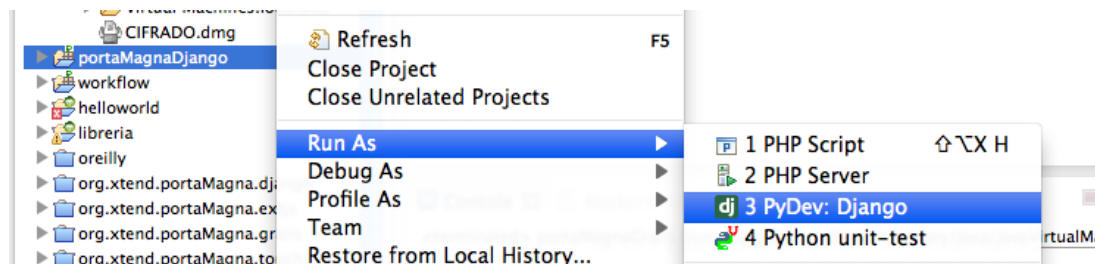 CIFRADO.dmg
portaMagnaDjango
workflow
helloworld
libreria
oreilly
org.xtend.portaMagna.dj
org.xtend.portaMagna.ex
org.xtend.portaMagna.gr
org.xtend.portaMagna.to
Refresh F5
Close Project
Close Unrelated Projects
Run As
Debug As
Profile As
Team
Restore from Local History...
1 PHP Script ⇧⌥X H
2 PHP Server
dj 3 PyDev: Django
4 Python unit-test
rtualMa